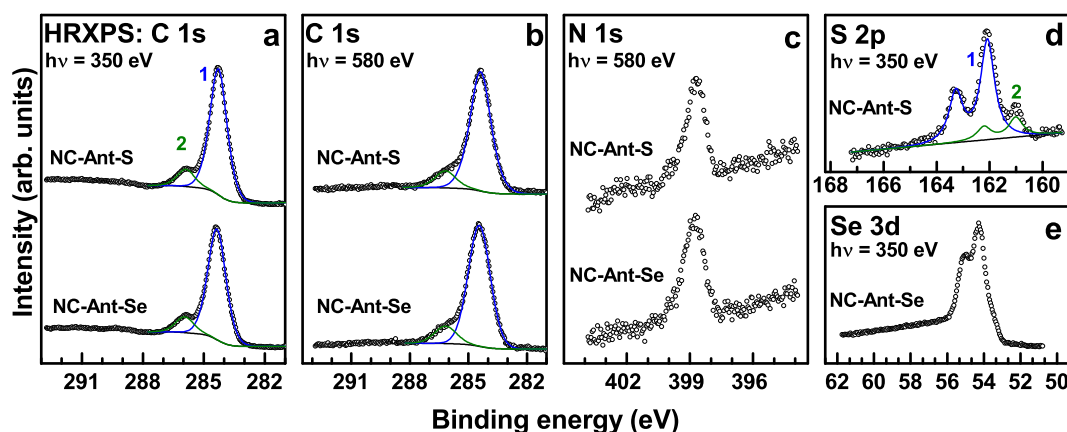 Intensity (arb. units)
HRXPS: C 1s
a
hν = 350 eV
1
2
NC-Ant-S
NC-Ant-Se
291 288 285 282
C 1s
b
hν = 580 eV
NC-Ant-S
NC-Ant-Se
291 288 285 282
N 1s
c
hν = 580 eV
NC-Ant-S
NC-Ant-Se
402 399 396
S 2p
d
hν = 350 eV
1
2
NC-Ant-S
168 166 164 162 160
Se 3d
e
hν = 350 eV
NC-Ant-Se
62 60 58 56 54 52 50
Binding energy (eV)